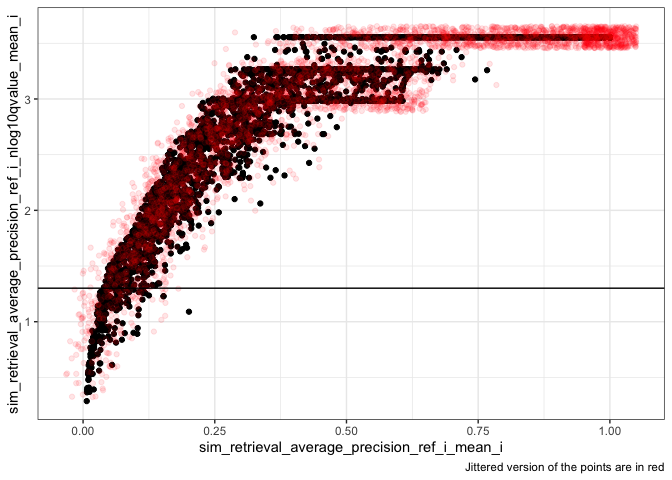 sim_retrieval_average_precision_ref_i_nlog10qvalue_mean_i
3
2
1
0.00 0.25 0.50 0.75 1.00
sim_retrieval_average_precision_ref_i_mean_i
Jittered version of the points are in red